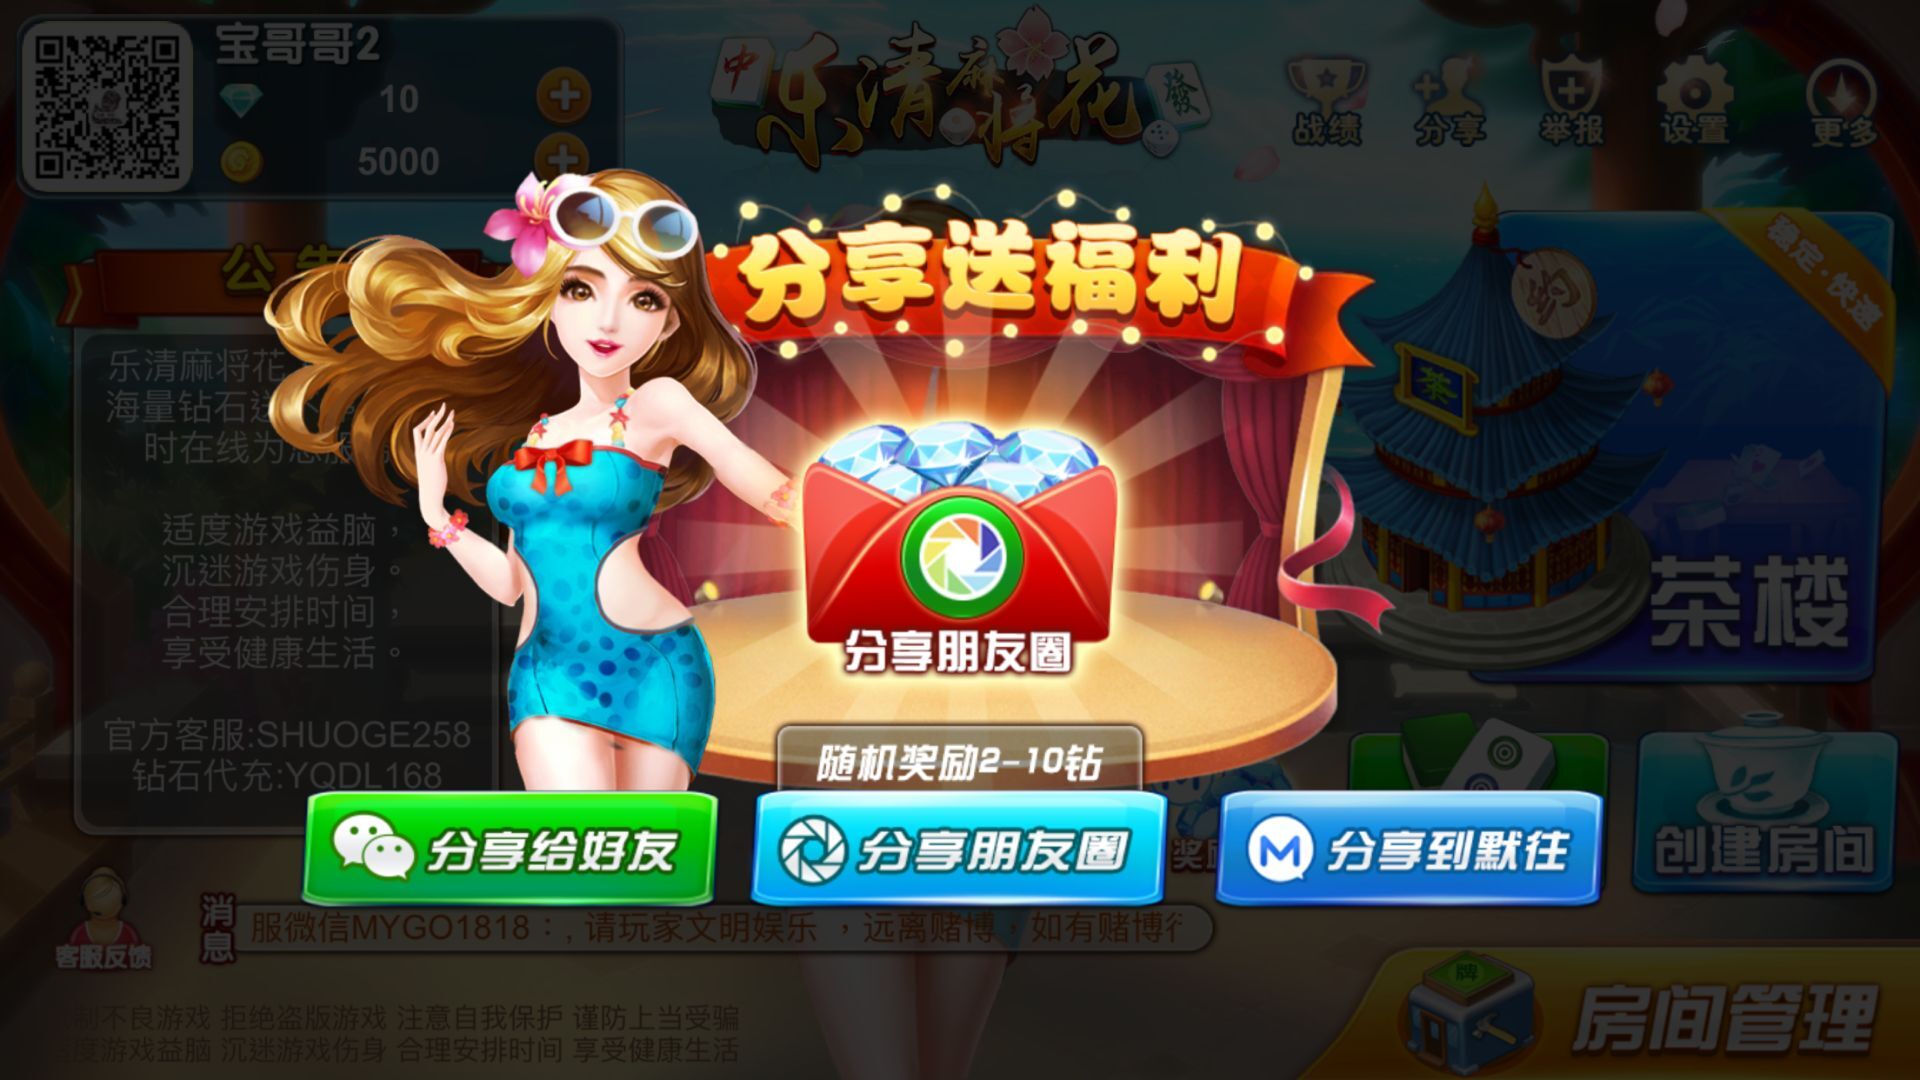 宝哥哥2
10
5000
中
乐清麻将花
發
战绩
分享
举报
设置
更多
公告
分享送福利
稳定·快速
约
茶
乐清麻将花
海量钻石送
时在线为您服
适度游戏益脑，
沉迷游戏伤身。
合理安排时间，
享受健康生活。
官方客服:SHUOGE258
钻石代充:YQDL168
分享朋友圈
茶楼
随机奖励2-10钻
分享给好友
分享朋友圈
M 分享到默往
创建房间
客服反馈
消息
服微信MYGO1818：, 请玩家文明娱乐 ，远离赌博，如有赌博行
制不良游戏 拒绝盗版游戏 注意自我保护 谨防上当受骗
适度游戏益脑 沉迷游戏伤身 合理安排时间 享受健康生活
牌
房间管理